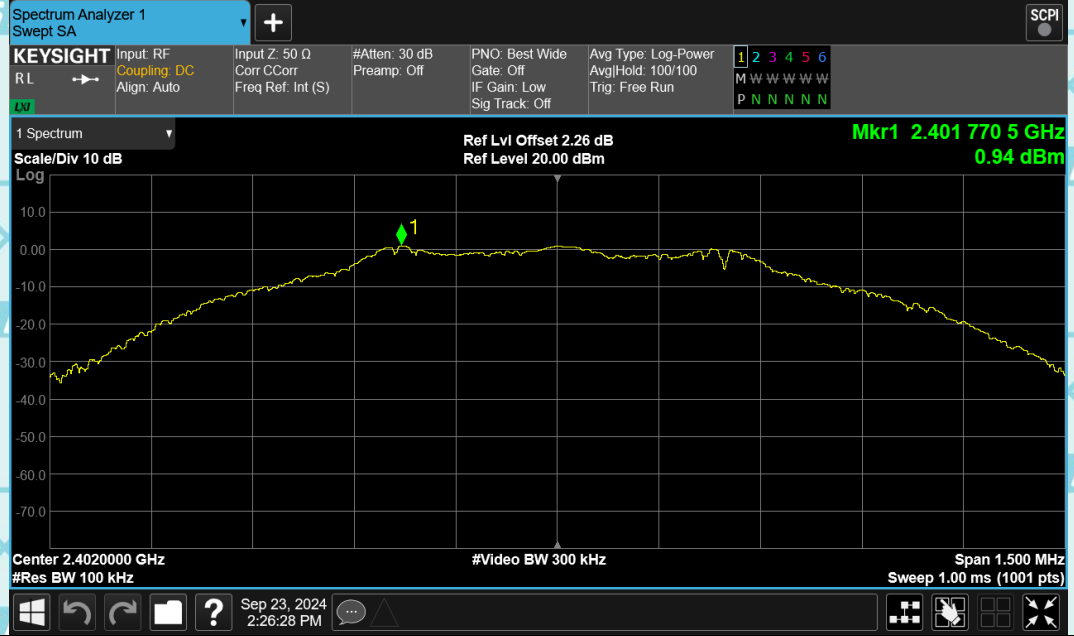 Spectrum Analyzer 1
Swept SA
SCPI
KEYSIGHT
RL
LXI
Input: RF
Coupling: DC
Align: Auto
Input Z: 50 Ω
Corr CCorr
Freq Ref: Int (S)
#Atten: 30 dB
Preamp: Off
PNO: Best Wide
Gate: Off
IF Gain: Low
Sig Track: Off
Avg Type: Log-Power
Avg|Hold: 100/100
Trig: Free Run
1 2 3 4 5 6
M W W W W W
P N N N N N
1 Spectrum
Scale/Div 10 dB
Log
Ref Lvl Offset 2.26 dB
Ref Level 20.00 dBm
Mkr1 2.401 770 5 GHz
0.94 dBm
1
10.0
0.00
-10.0
-20.0
-30.0
-40.0
-50.0
-60.0
-70.0
Center 2.4020000 GHz
#Res BW 100 kHz
#Video BW 300 kHz
Span 1.500 MHz
Sweep 1.00 ms (1001 pts)
?
Sep 23, 2024
2:26:28 PM